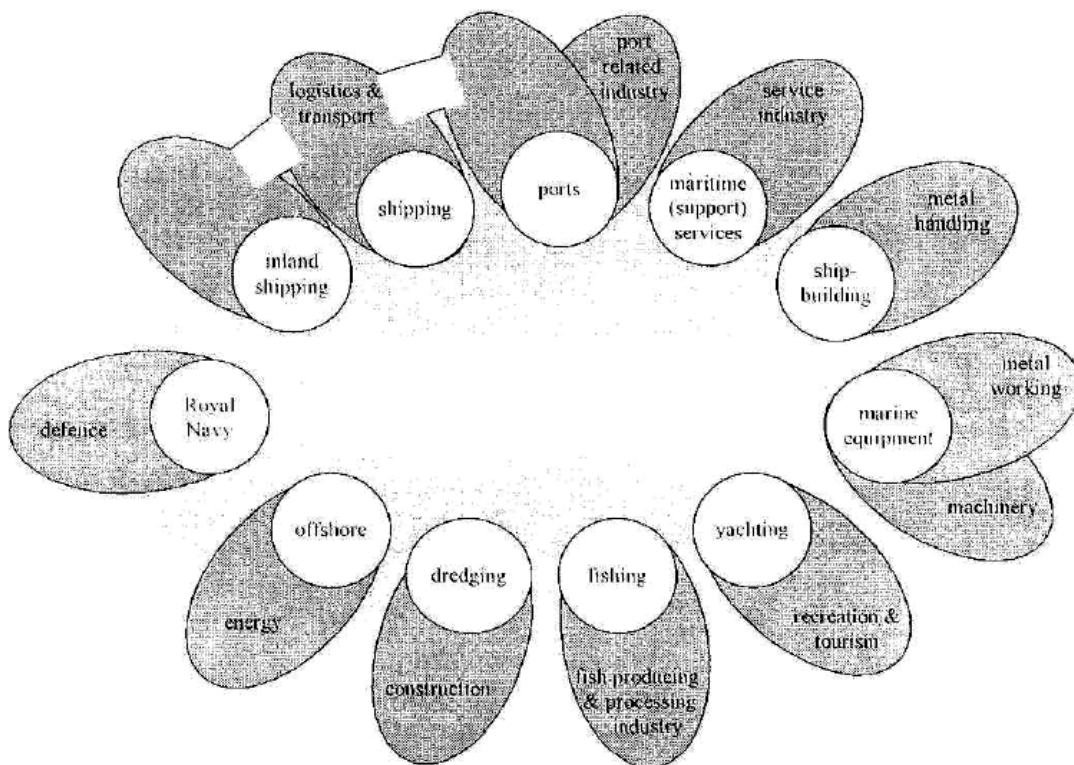 port
related
industry
logistics &
transport
service
industry
ports
maritime
(support)
services
shipping
metal
handling
inland
shipping
ship-
building
metal
working
Royal
Navy
defence
marine
equipment
machinery
offshore
yachting
dredging
fishing
energy
recreation &
tourism
construction
fish producing
& processing
industry